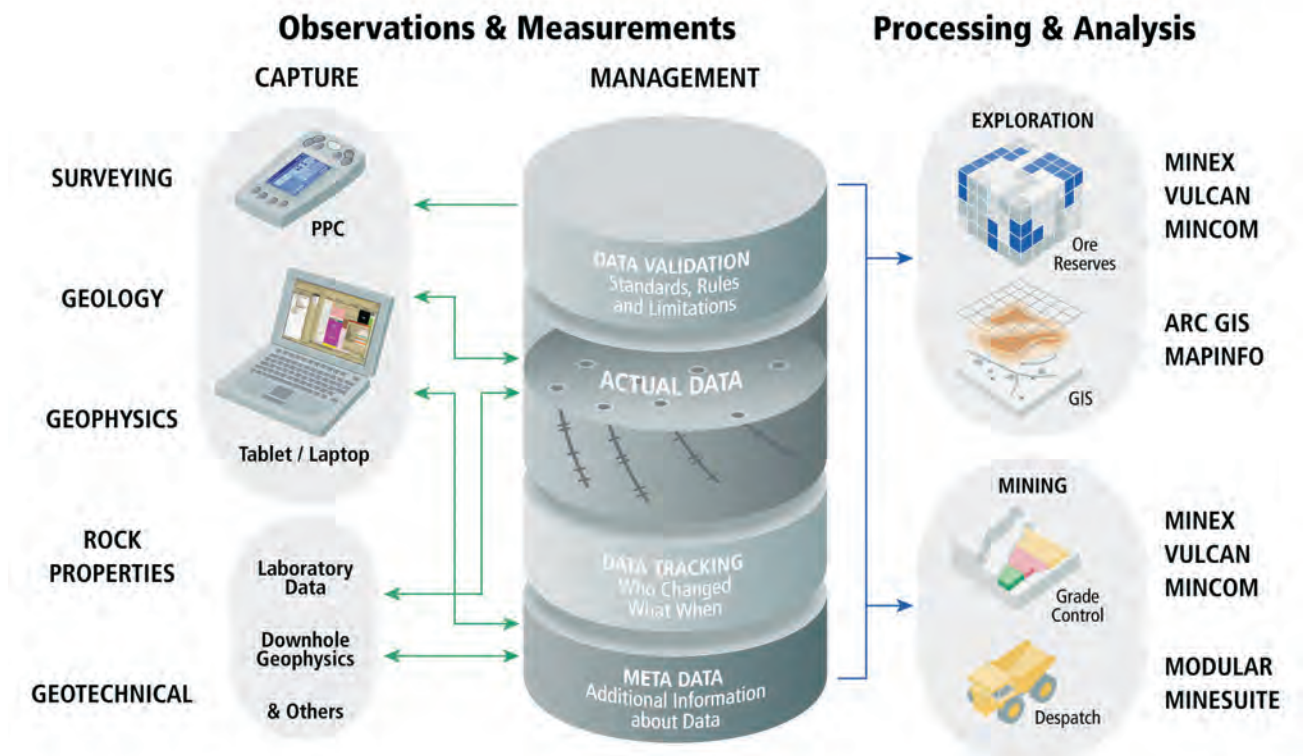 Observations & Measurements
Processing & Analysis
CAPTURE
MANAGEMENT
SURVEYING
GEOLOGY
GEOPHYSICS
ROCK
PROPERTIES
GEOTECHNICAL
PPC
Tablet / Laptop
Laboratory
Data
Downhole
Geophysics
& Others
DATA VALIDATION
Standards, Rules
and Limitations
ACTUAL DATA
DATA TRACKING
Who Changed
What When
META DATA
Additional Information
about Data
EXPLORATION
Ore
Reserves
GIS
MINING
Grade
Control
Despatch
MINEX
VULCAN
MINCOM
ARC GIS
MAPINFO
MINEX
VULCAN
MINCOM
MODULAR
MINESUITE